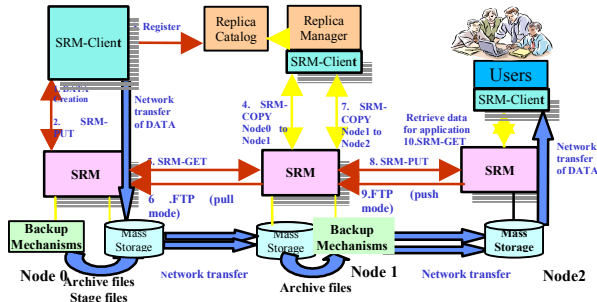 3. Register
Replica
Catalog
Replica
Manager
SRM-Client
SRM-Client
Users
SRM-Client
1. DATA
Creation
2. SRM-
PUT
Network
transfer
of DATA
4. SRM-
COPY
Node0 to
Node1
7. SRM-
COPY
Node1 to
Node2
Retrieve data
for application
10.SRM-GET
Network
transfer
of DATA
SRM
5. SRM-GET
SRM
8. SRM-PUT
SRM
6 .FTP (pull
mode)
9.FTP (push
mode)
Backup
Mechanisms
Mass
Storage
Mass
Storage
Backup
Mechanisms
Mass
Storage
Node 0
Archive files
Stage files
Network transfer
Archive files
Node 1
Network transfer
Node2